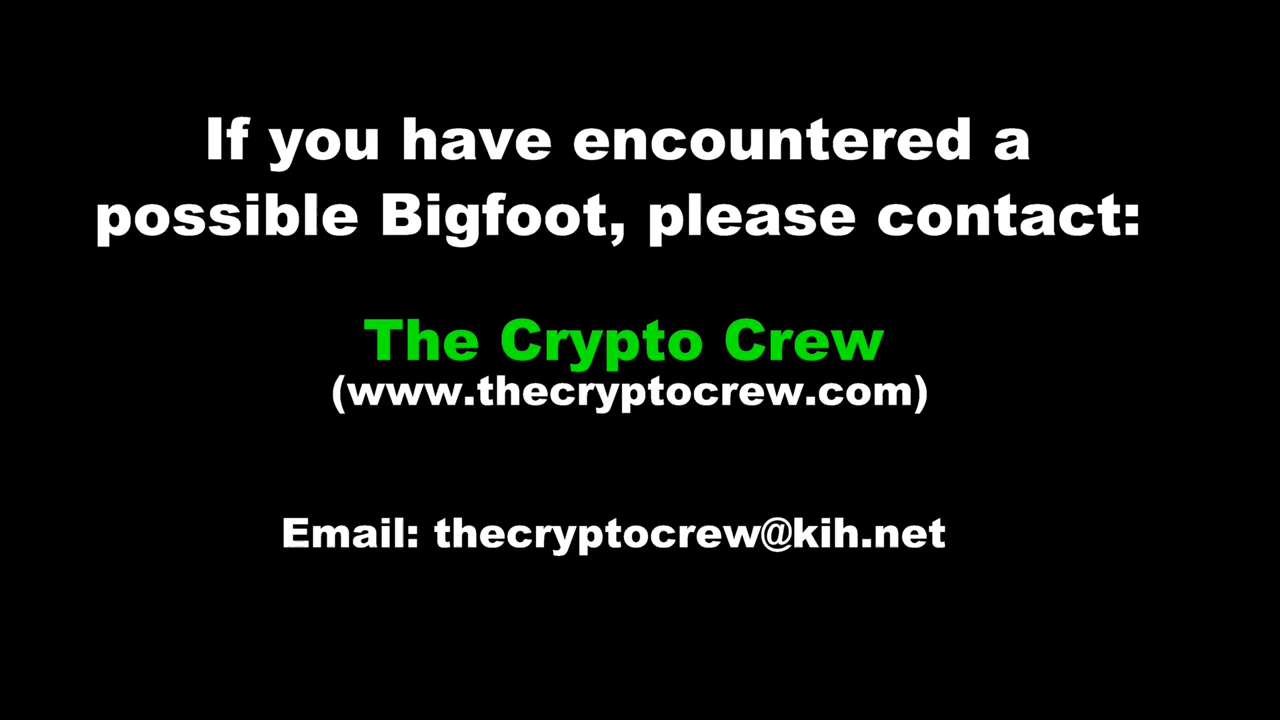 If you have encountered a
possible Bigfoot, please contact:
The Crypto Crew
(www.thecryptocrew.com)
Email: thecryptocrew@kih.net